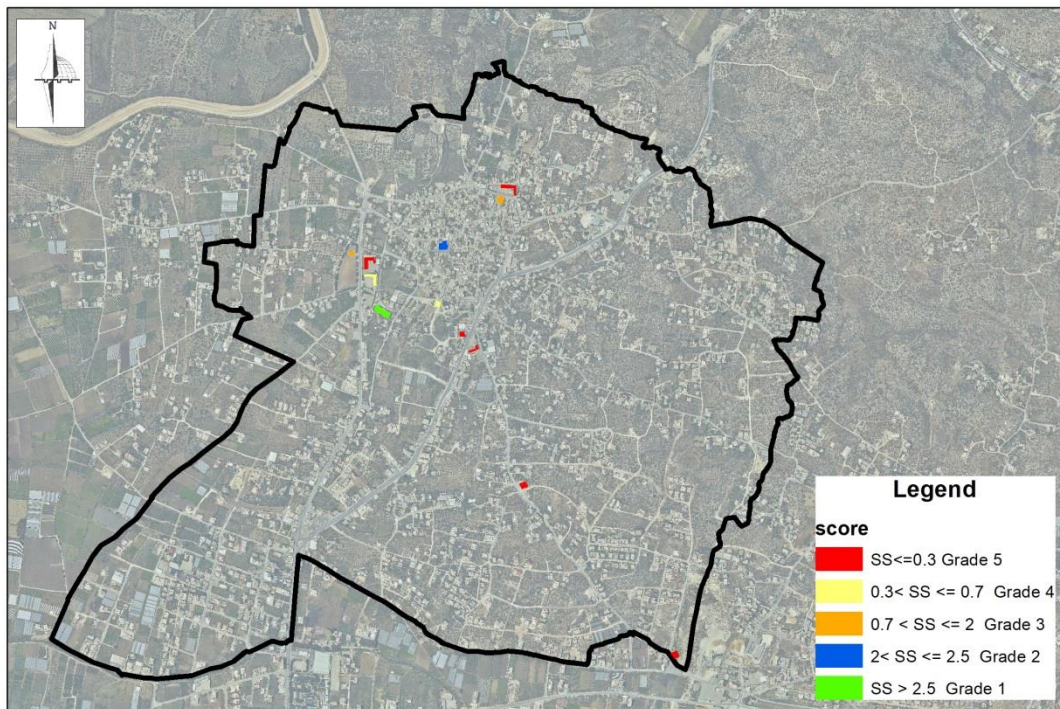 N
Legend
score
SS<=0.3 Grade 5
0.3< SS <= 0.7 Grade 4
0.7 < SS <= 2 Grade 3
2< SS <= 2.5 Grade 2
SS > 2.5 Grade 1